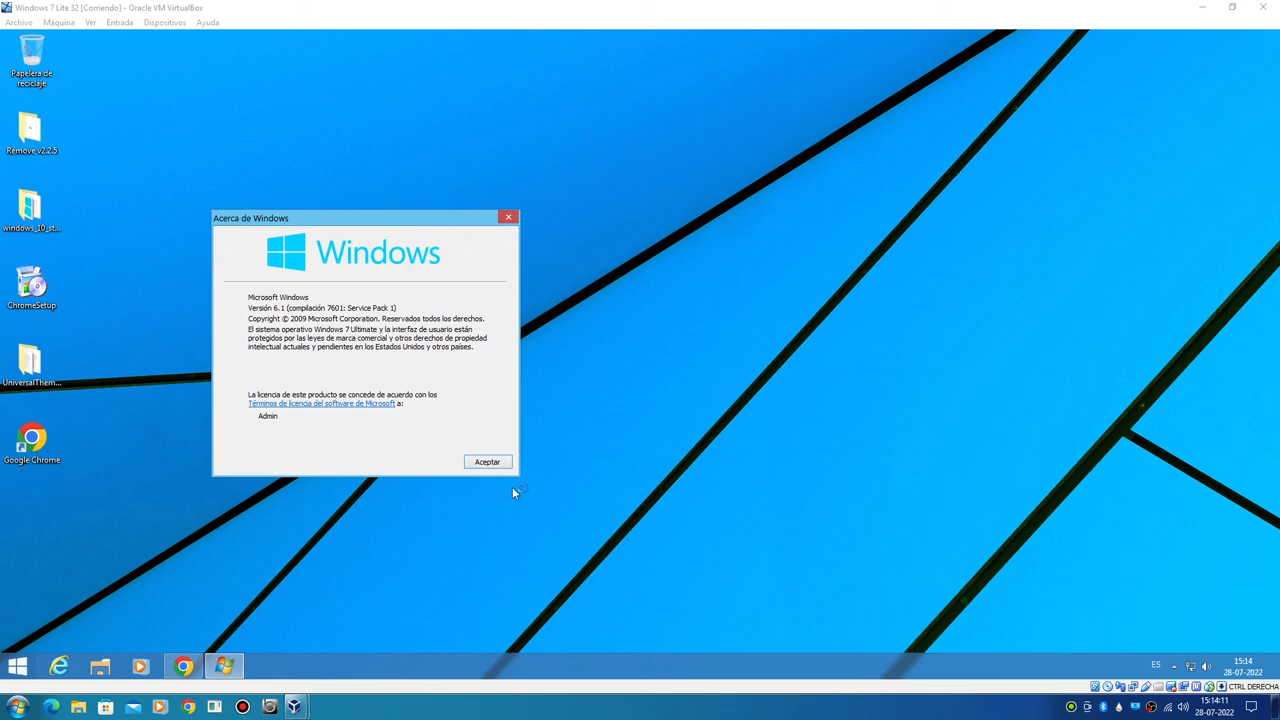 Windows 7 Lite 32 [Corriendo] - Oracle VM VirtualBox
Archivo Máquina Ver Entrada Dispositivos Ayuda
Papelera de
reciclaje
Remove v2.2.5
windows_10_st...
ChromeSetup
UniversalThem...
Google Chrome
Acerca de Windows
Windows
Microsoft Windows
Versión 6.1 (compilación 7601: Service Pack 1)
Copyright © 2009 Microsoft Corporation. Reservados todos los derechos.
El sistema operativo Windows 7 Ultimate y la interfaz de usuario están
protegidos por las leyes de marca comercial y otros derechos de propiedad
intelectual actuales y pendientes en los Estados Unidos y otros países.
La licencia de este producto se concede de acuerdo con los
Términos de licencia del software de Microsoft a:
Admin
Aceptar
ES
15:14
28-07-2022
CTRL DERECHA
15:14:11
28-07-2022